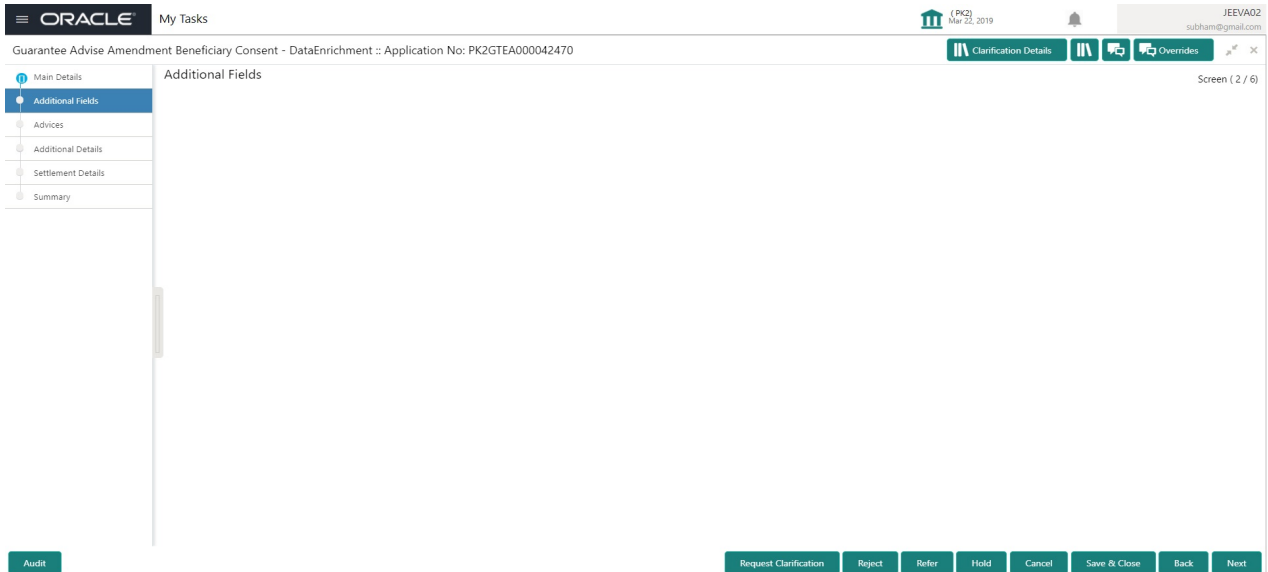 ORACLE
My Tasks
( PK2)
Mar 22, 2019
JEEVA02
subham@gmail.com
Guarantee Advise Amendment Beneficiary Consent - DataEnrichment :: Application No: PK2GTEA000042470
Clarification Details
Overrides
Main Details
Additional Fields
Advices
Additional Details
Settlement Details
Summary
Additional Fields
Screen ( 2 / 6)
Audit
Request Clarification
Reject
Refer
Hold
Cancel
Save & Close
Back
Next